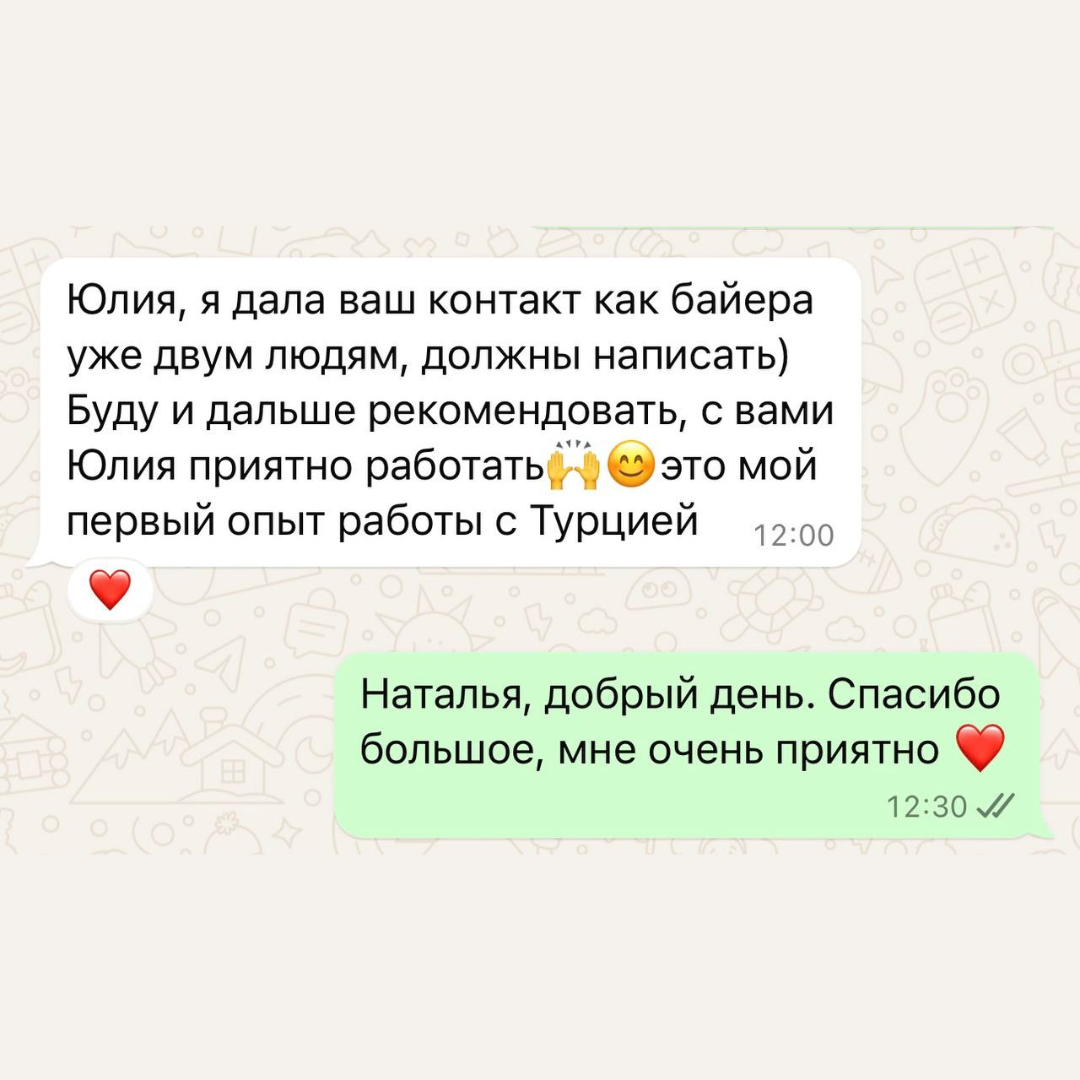 Юлия, я дала ваш контакт как байера
уже двум людям, должны написать)
Буду и дальше рекомендовать, с вами
Юлия приятно работать🙌😊это мой
первый опыт работы с Турцией
12:00
❤️
Наталья, добрый день. Спасибо
большое, мне очень приятно ❤️
12:30